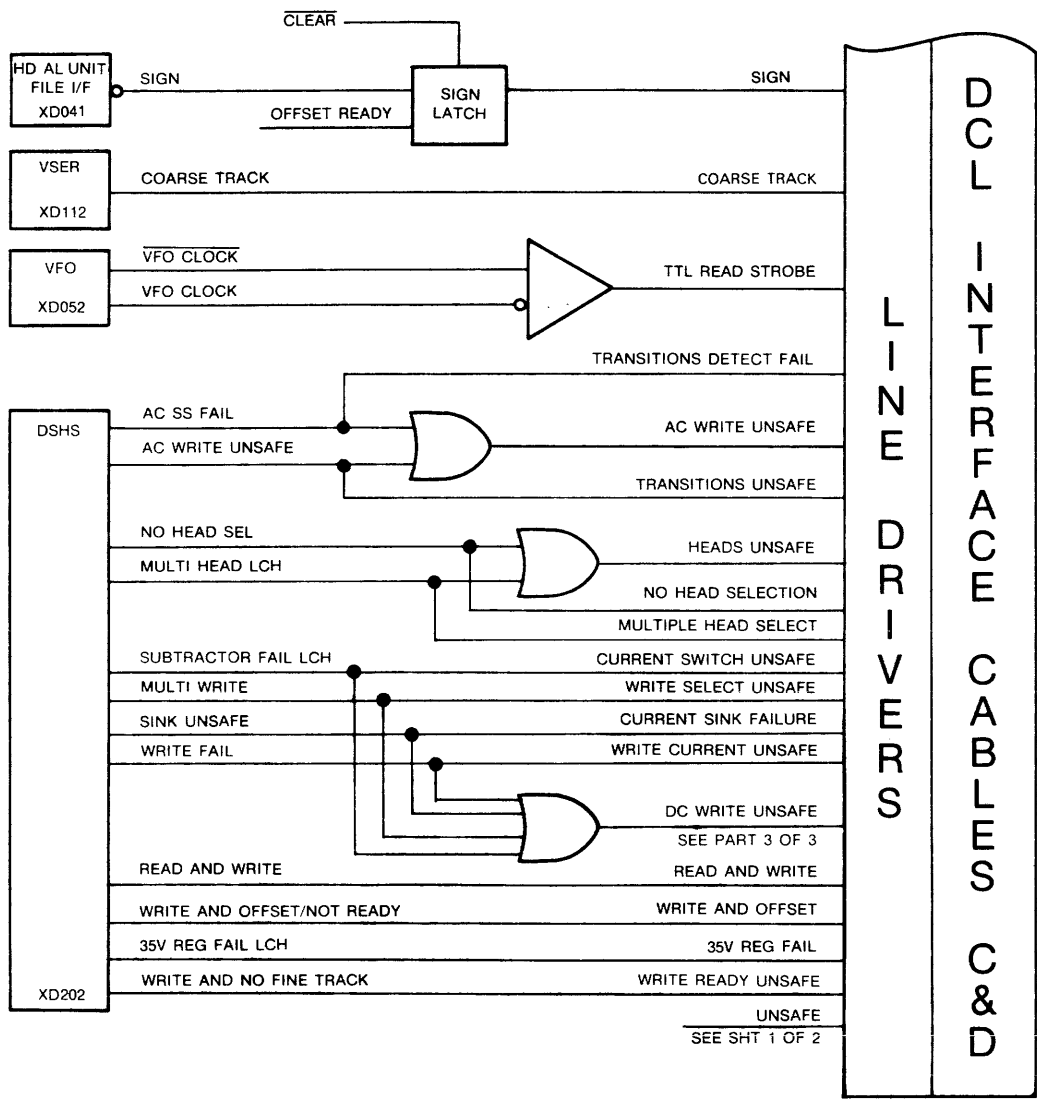 CLEAR
HD AL UNIT
FILE I/F
XD041
SIGN
OFFSET READY
SIGN
LATCH
SIGN
VSER
XD112
COARSE TRACK
COARSE TRACK
VFO
XD052
VFO CLOCK
VFO CLOCK
TTL READ STROBE
TRANSITIONS DETECT FAIL
DSHS
AC SS FAIL
AC WRITE UNSAFE
AC WRITE UNSAFE
TRANSITIONS UNSAFE
NO HEAD SEL
MULTI HEAD LCH
HEADS UNSAFE
NO HEAD SELECTION
MULTIPLE HEAD SELECT
SUBTRACTOR FAIL LCH
CURRENT SWITCH UNSAFE
MULTI WRITE
WRITE SELECT UNSAFE
SINK UNSAFE
CURRENT SINK FAILURE
WRITE FAIL
WRITE CURRENT UNSAFE
DC WRITE UNSAFE
SEE PART 3 OF 3
READ AND WRITE
READ AND WRITE
WRITE AND OFFSET/NOT READY
WRITE AND OFFSET
35V REG FAIL LCH
35V REG FAIL
WRITE AND NO FINE TRACK
WRITE READY UNSAFE
XD202
UNSAFE
SEE SHT 1 OF 2
LINE DRIVERS
DCL INTERFACE CABLES C&D